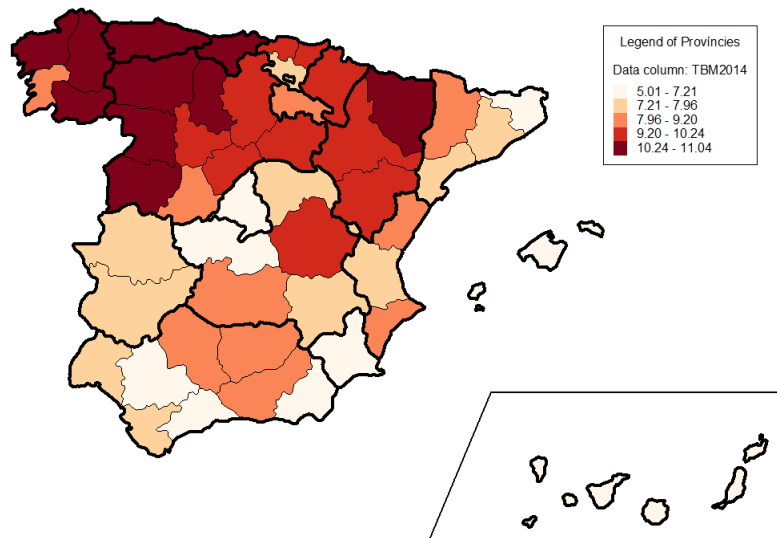 Legend of Províncies
Data column: TBM2014
5.01 - 7.21
7.21 - 7.96
7.96 - 9.20
9.20 - 10.24
10.24 - 11.04